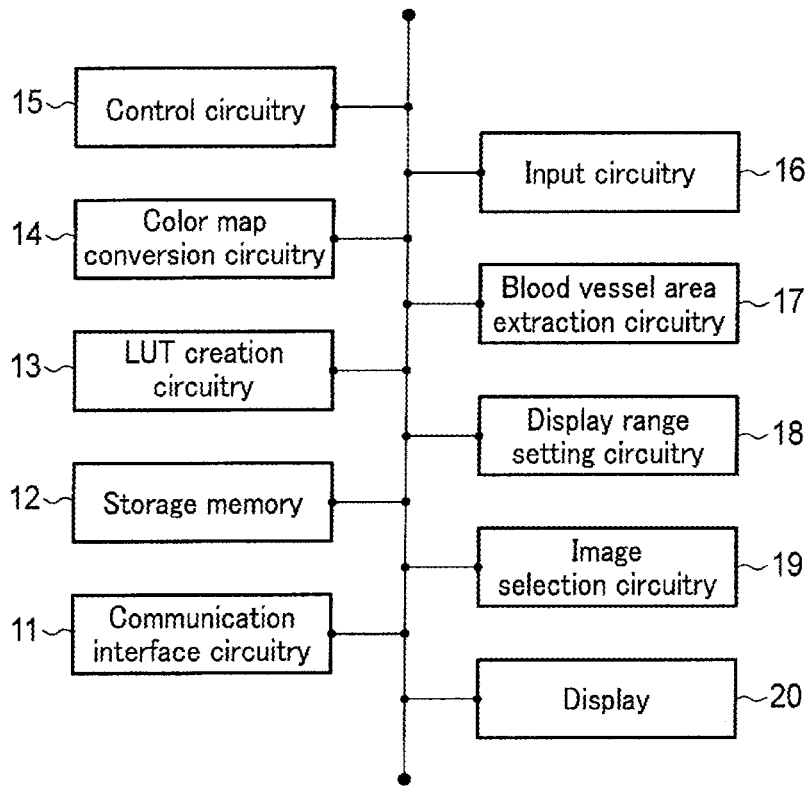 15
Control circuitry
16
Input circuitry
14
Color map
conversion circuitry
17
Blood vessel area
extraction circuitry
13
LUT creation
circuitry
18
Display range
setting circuitry
12
Storage memory
19
Image
selection circuitry
11
Communication
interface circuitry
20
Display